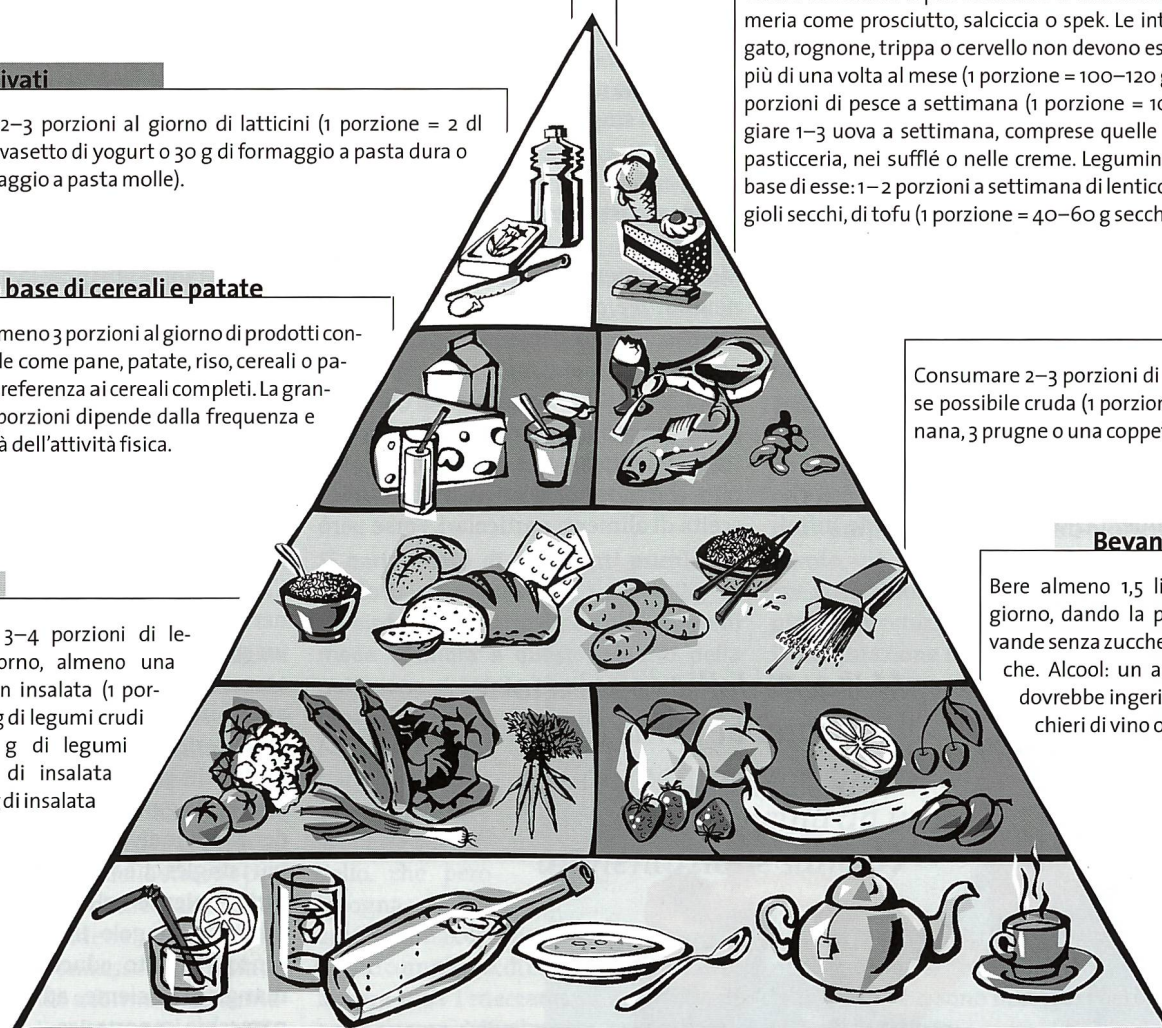 meria come prosciutto, salciccia o spek. Le int
gato, rognone, trippa o cervello non devono es
più di una volta al mese (1 porzione = 100–120 g
porzioni di pesce a settimana (1 porzione = 10
giare 1–3 uova a settimana, comprese quelle
pasticceria, nei sufflé o nelle creme. Legumin
base di esse: 1–2 porzioni a settimana di lentico
gioli secchi, di tofu (1 porzione = 40–60 g secch
ivati
2–3 porzioni al giorno di latticini (1 porzione = 2 dl
vasetto di yogurt o 30 g di formaggio a pasta dura o
aggio a pasta molle).
base di cereali e patate
meno 3 porzioni al giorno di prodotti con-
le come pane, patate, riso, cereali o pa-
referenza ai cereali completi. La gran-
porzioni dipende dalla frequenza e
à dell'attività fisica.
Consumare 2–3 porzioni di
se possibile cruda (1 porzion
nana, 3 prugne o una coppe
3–4 porzioni di le-
orno, almeno una
n insalata (1 por-
g di legumi crudi
g di legumi
di insalata
di insalata
Bevan
Bere almeno 1,5 li
giorno, dando la p
vande senza zucche
che. Alcool: un a
dovrebbe ingeri
chieri di vino o